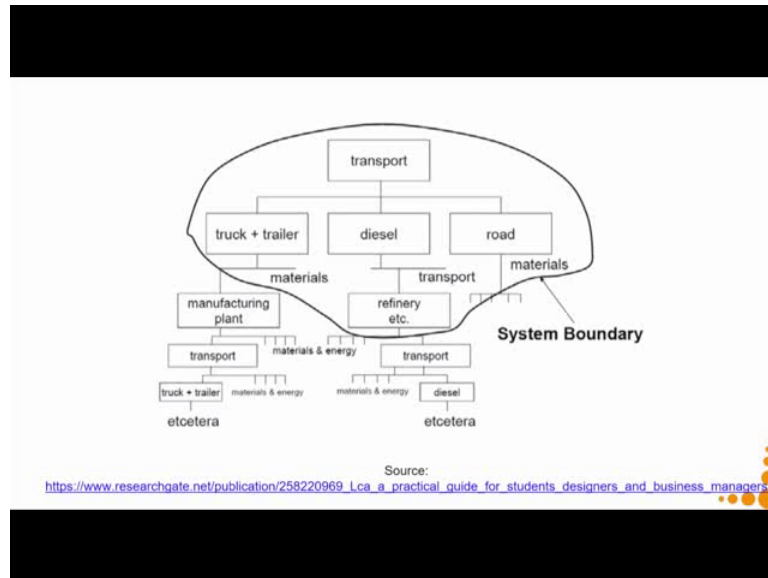 transport
truck + trailer
diesel
road
materials
transport
materials
manufacturing
plant
refinery
etc.
System Boundary
materials & energy
transport
transport
truck + trailer
materials & energy
materials & energy
diesel
etcetera
etcetera
Source:
https://www.researchgate.net/publication/258220969_Lca_a_practical_guide_for_students_designers_and_business_managers